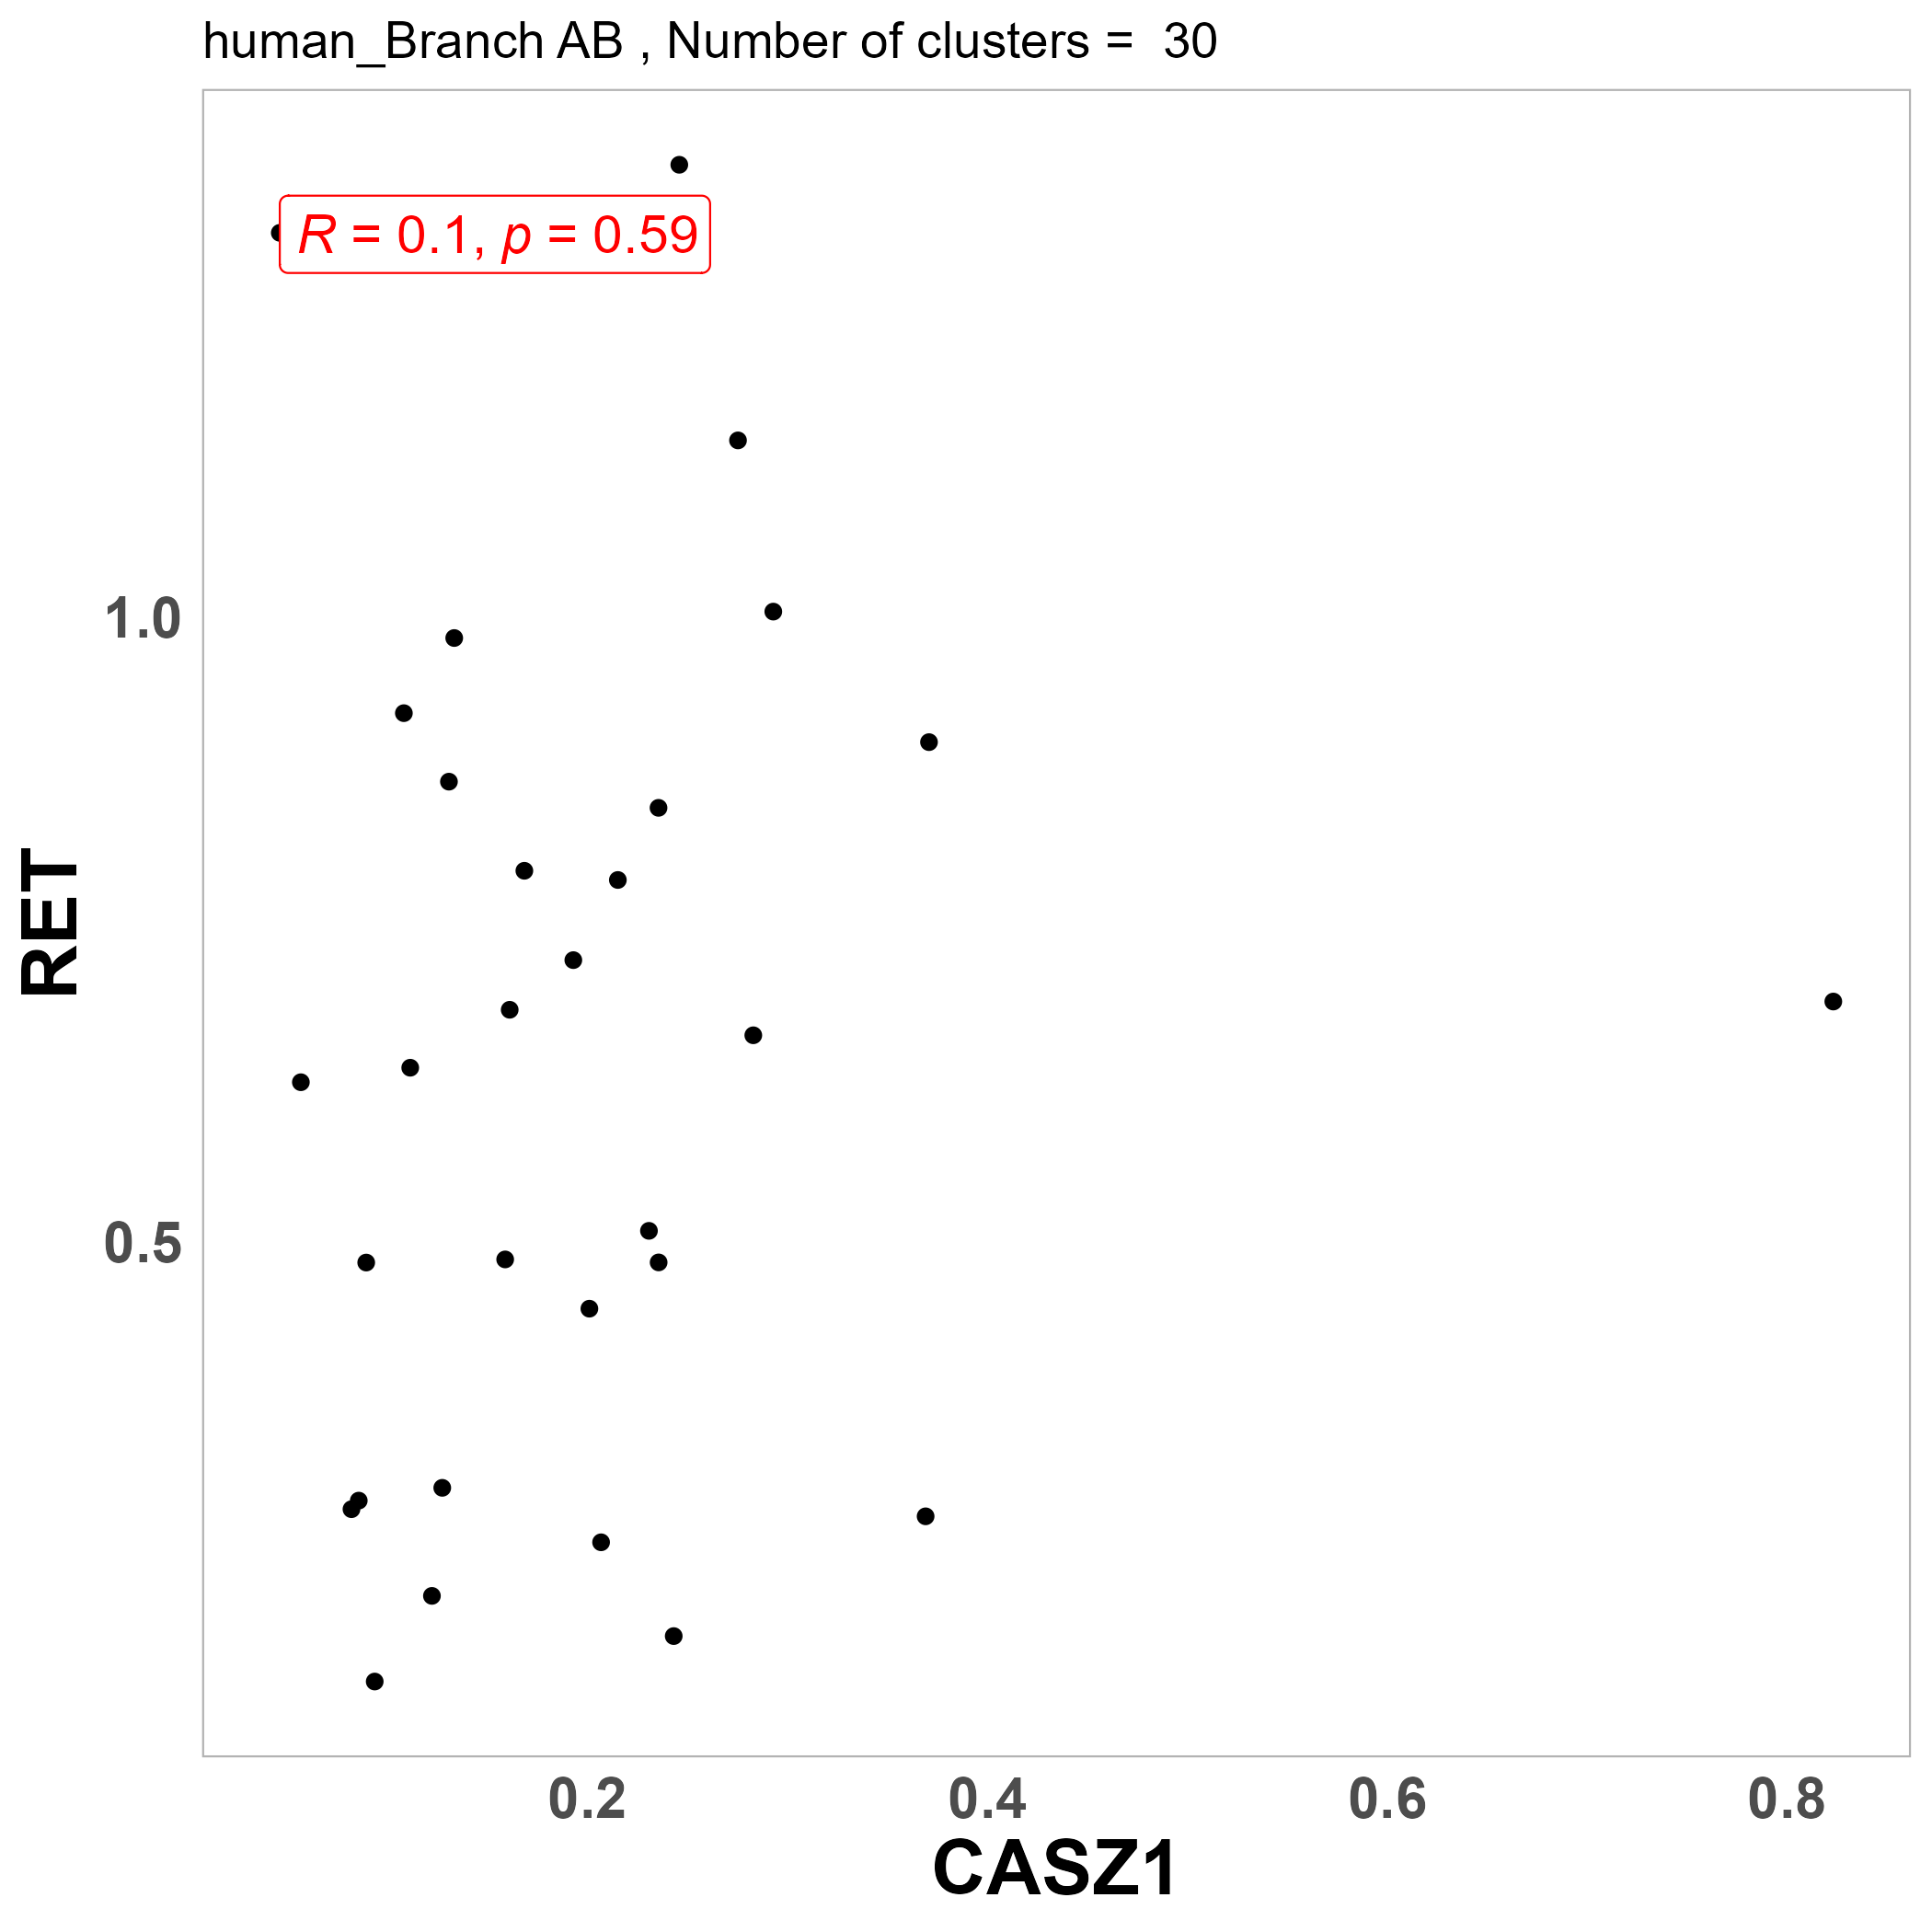 human_Branch AB , Number of clusters =  30
R = 0.1, p = 0.59
1.0
0.5
RET
0.2 0.4 0.6 0.8
CASZ1